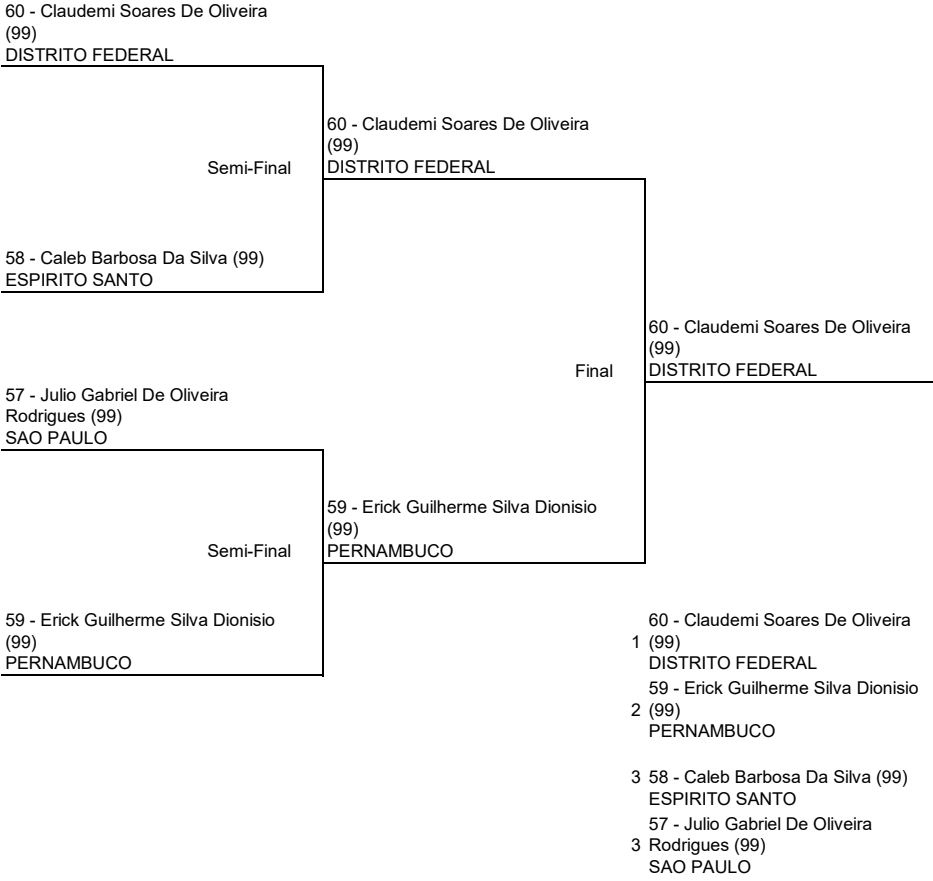 60 - Claudemi Soares De Oliveira
(99)
DISTRITO FEDERAL
60 - Claudemi Soares De Oliveira
(99)
Semi-Final
DISTRITO FEDERAL
58 - Caleb Barbosa Da Silva (99)
ESPIRITO SANTO
60 - Claudemi Soares De Oliveira
(99)
Final
DISTRITO FEDERAL
57 - Julio Gabriel De Oliveira
Rodrigues (99)
SAO PAULO
59 - Erick Guilherme Silva Dionisio
(99)
Semi-Final
PERNAMBUCO
59 - Erick Guilherme Silva Dionisio
(99)
PERNAMBUCO
60 - Claudemi Soares De Oliveira
1 (99)
DISTRITO FEDERAL
59 - Erick Guilherme Silva Dionisio
2 (99)
PERNAMBUCO
3 58 - Caleb Barbosa Da Silva (99)
ESPIRITO SANTO
57 - Julio Gabriel De Oliveira
3 Rodrigues (99)
SAO PAULO